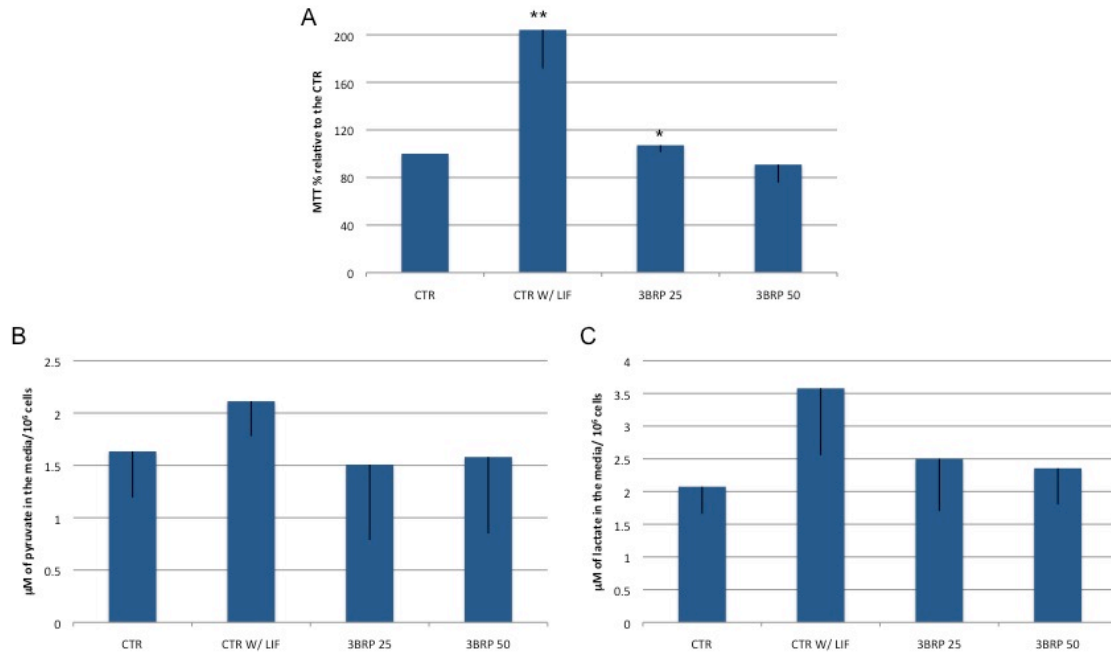 A
MTT % relative to the CTR
200
160
120
80
40
0
**
*
CTR
CTR W/ LIF
3BRP 25
3BRP 50
B
µM of pyruvate in the media/10⁶ cells
2.5
2
1.5
1
0.5
0
CTR
CTR W/ LIF
3BRP 25
3BRP 50
C
µM of lactate in the media/ 10⁶ cells
4
3.5
3
2.5
2
1.5
1
0.5
0
CTR
CTR W/ LIF
3BRP 25
3BRP 50